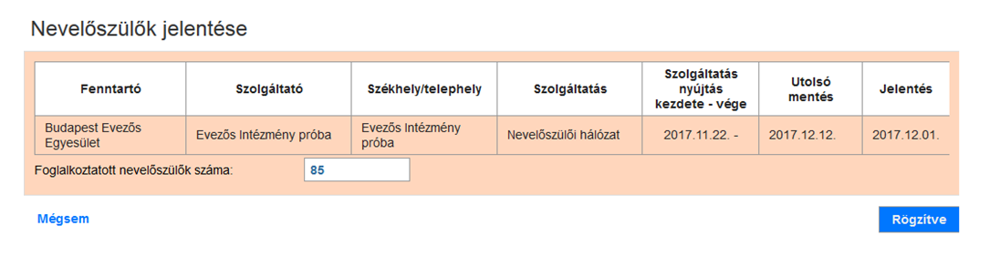 Nevelőszülők jelentése
Fenntartó
Szolgáltató
Székhely/telephely
Szolgáltatás
Szolgáltatás
nyújtás
kezdete - vége
Utolsó
mentés
Jelentés
Budapest Evezős
Egyesület
Evezős Intézmény próba
Evezős Intézmény
próba
Nevelőszülői hálózat
2017.11.22. -
2017.12.12.
2017.12.01.
Foglalkoztatott nevelőszülők száma:
85
Mégsem
Rögzítve